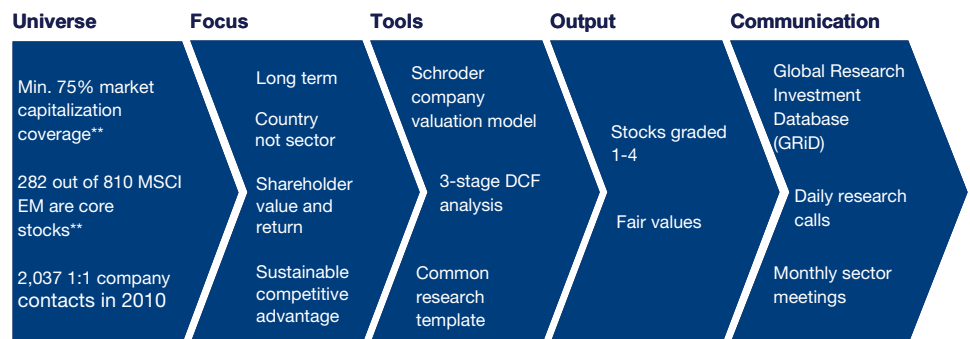 Universe
Min. 75% market
capitalization
coverage**
282 out of 810 MSCI
EM are core
stocks**
2,037 1:1 company
contacts in 2010
Focus
Long term
Country
not sector
Shareholder
value and
return
Sustainable
competitive
advantage
Tools
Schroder
company
valuation model
3-stage DCF
analysis
Common
research
template
Output
Stocks graded
1-4
Fair values
Communication
Global Research
Investment
Database
(GRiD)
Daily research
calls
Monthly sector
meetings